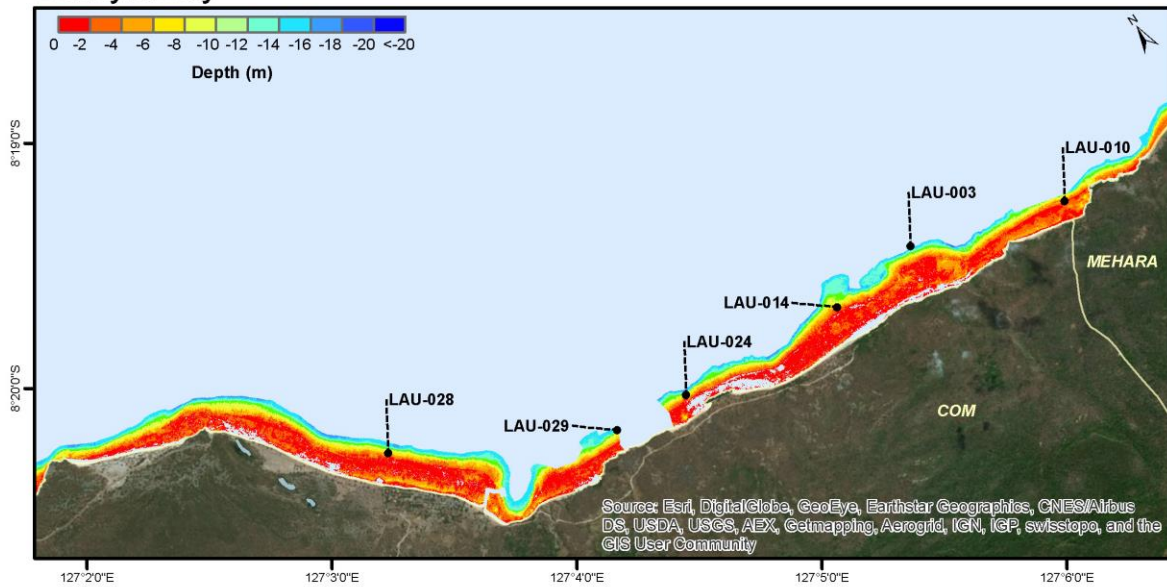 0 -2 -4 -6 -8 -10 -12 -14 -16 -18 -20 <-20
Depth (m)
N
8°19'0"S
LAU-010
LAU-003
MEHARA
LAU-014
LAU-024
8°20'0"S
LAU-028
COM
LAU-029
Source: Esri, DigitalGlobe, GeoEye, Earthstar Geographics, CNES/Airbus
DS, USDA, USGS, AEX, Getmapping, Aerogrid, IGN, IGP, swisstopo, and the
GIS User Community
127°2'0"E 127°3'0"E 127°4'0"E 127°5'0"E 127°6'0"E